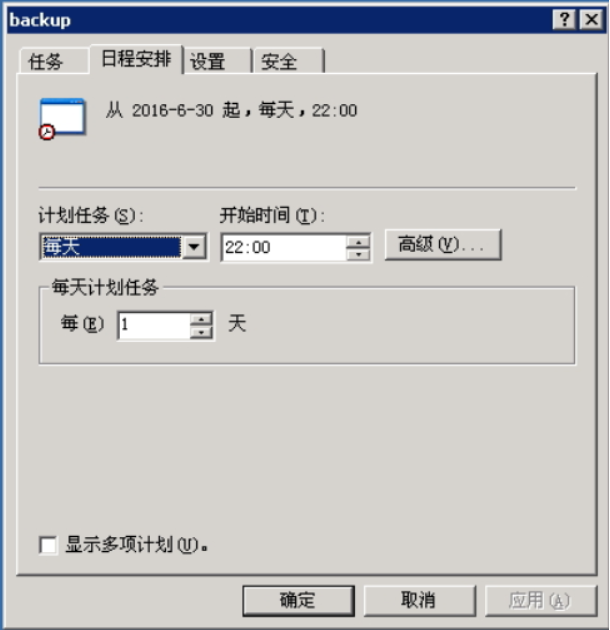 backup
任务 日程安排 设置 安全
从 2016-6-30 起，每天，22:00
计划任务(S): 开始时间(T):
每天 22:00 高级(V)...
每天计划任务
每(E) 1 天
显示多项计划(U)。
确定 取消 应用(A)